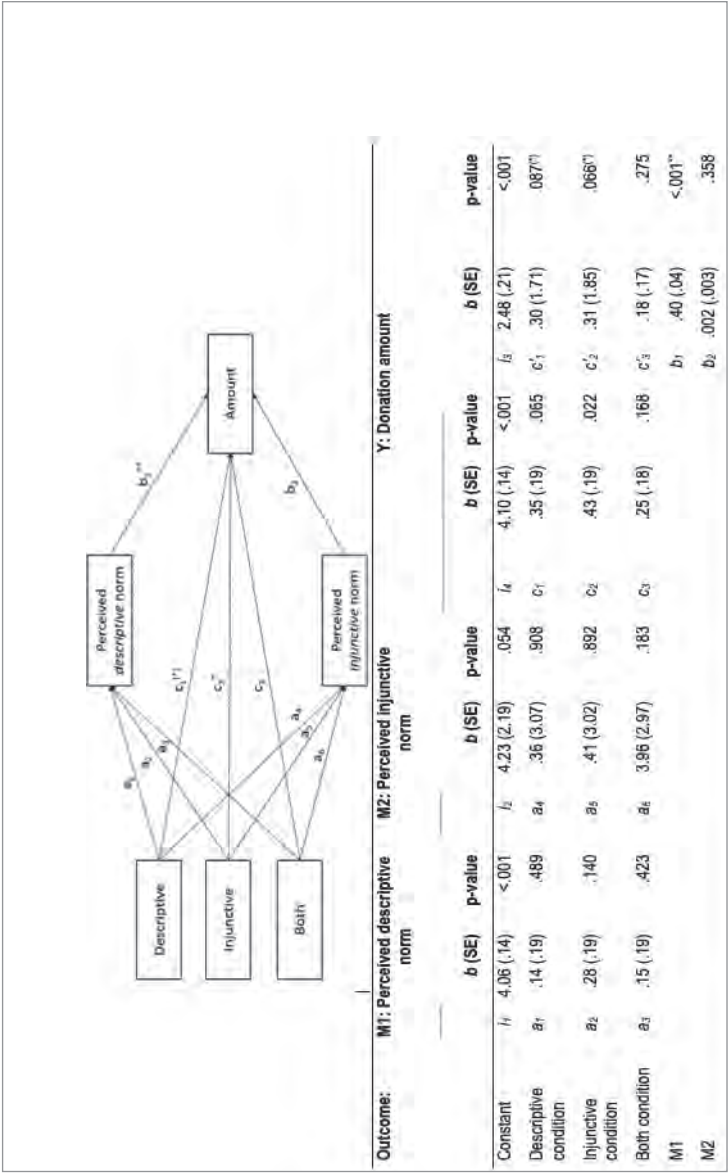 Descriptive
Injunctive
Both
Perceived
descriptive norm
Perceived
injunctive norm
Amount
a₁
a₂
a₃
a₄
a₆
c₁⁽*⁾
c₂*
c₃
Outcome: M1: Perceived descriptive norm M2: Perceived injunctive norm Y: Donation amount
b (SE) p-value b (SE) p-value b (SE) p-value b (SE) p-value
Constant i₁ 4.06 (.14) <.001 i₂ 4.23 (2.19) .054 i₄ 4.10 (.14) <.001 i₃ 2.48 (.21) <.001
Descriptive condition a₁ .14 (.19) .489 a₄ .36 (3.07) .908 c₁ .35 (.19) .065 c'₁ .30 (1.71) .087⁽*⁾
Injunctive condition a₂ .28 (.19) .140 a₅ .41 (3.02) .892 c₂ .43 (.19) .022 c'₂ .31 (1.85) .066⁽*⁾
Both condition a₃ .15 (.19) .423 a₆ 3.96 (2.97) .183 c₃ .25 (.18) .168 c'₃ .18 (.17) .275
M1 b₁ .40 (.04) <.001**
M2 b₂ .002 (.003) .358